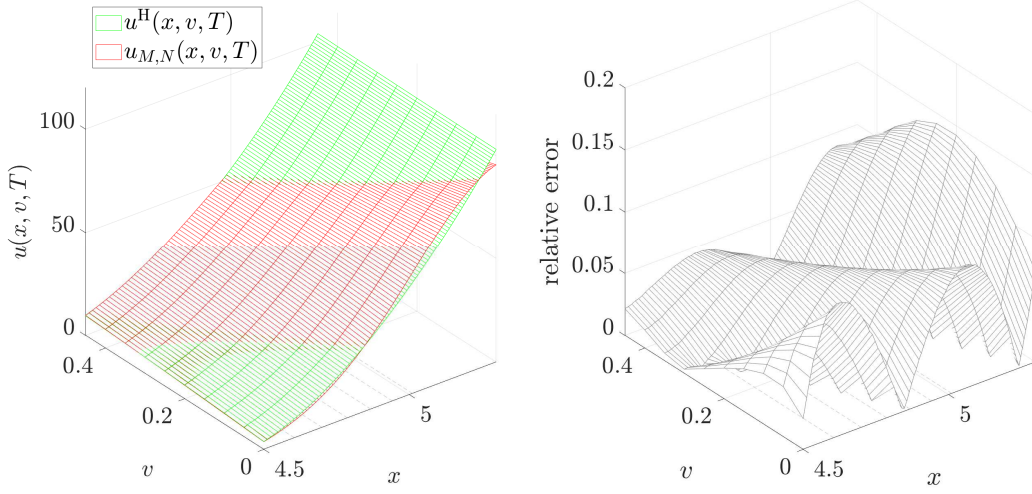 u^H(x, v, T)
u_{M,N}(x, v, T)
u(x, v, T)
100
50
0
0.4
0.2
0
v
4.5
5
x
relative error
0.2
0.15
0.1
0.05
0
0.4
0.2
0
v
4.5
5
x